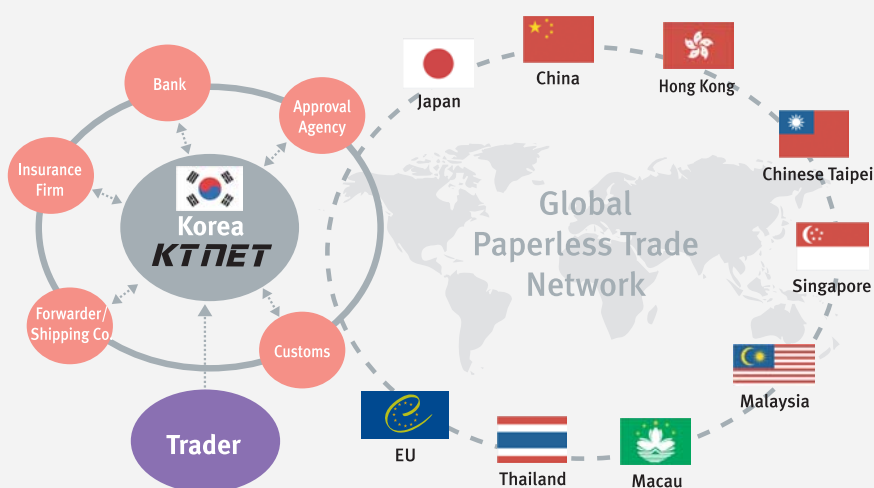 Bank
Approval
Agency
Insurance
Firm
Korea
KTNET
Forwarder/
Shipping Co.
Customs
Trader
Global
Paperless Trade
Network
Japan
China
Hong Kong
Chinese Taipei
Singapore
Malaysia
Macau
Thailand
EU